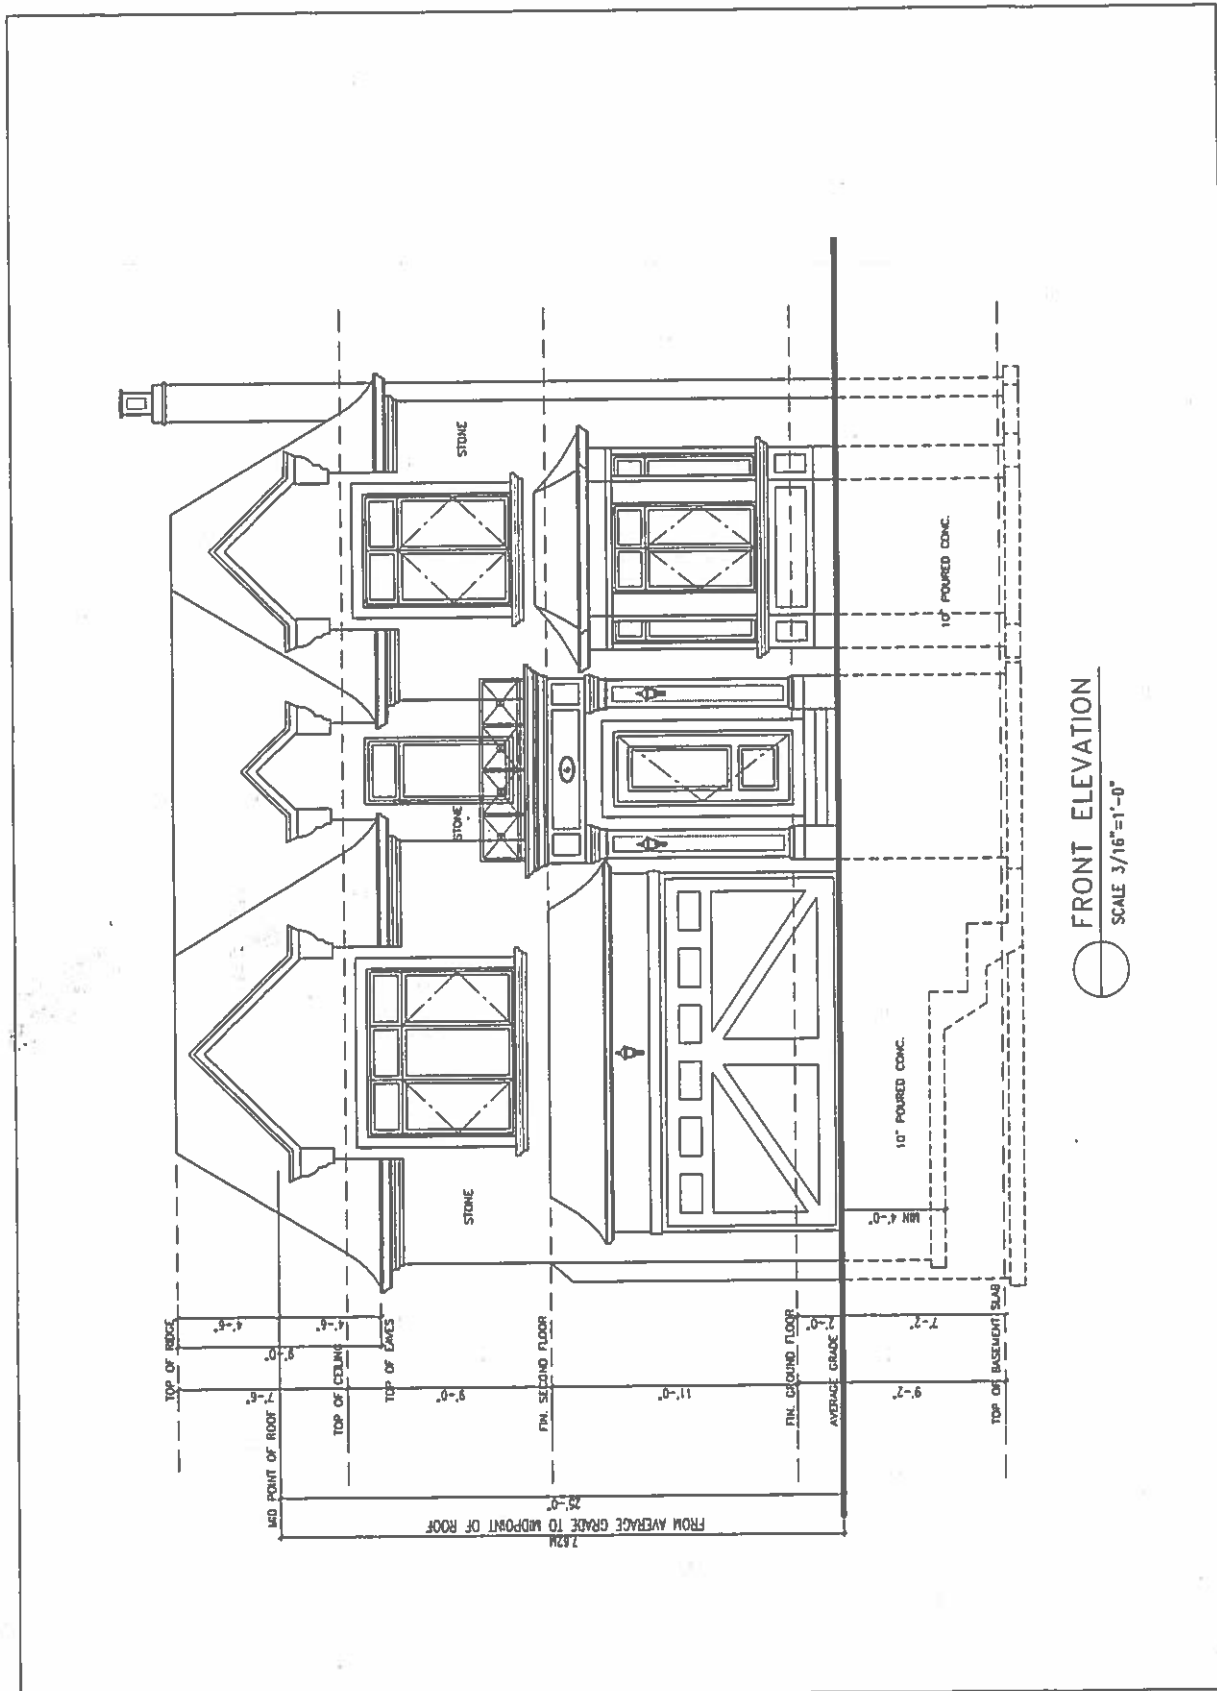 TOP OF RIDGE
MID POINT OF ROOF
TOP OF CEILING
TOP OF EAVES
FIN. SECOND FLOOR
FIN. GROUND FLOOR
AVERAGE GRADE
TOP OF BASEMENT SLAB
4'-6"
4'-6"
9'-0"
7'-6"
9'-0"
11'-0"
2'-0"
7'-2"
9'-2"
25'-0"
FROM AVERAGE GRADE TO MIDPOINT OF ROOF
7.62M
STONE
STONE
STONE
MIN 4'-0"
10" POURED CONC.
10" POURED CONC.
FRONT ELEVATION
SCALE 3/16"=1'-0"